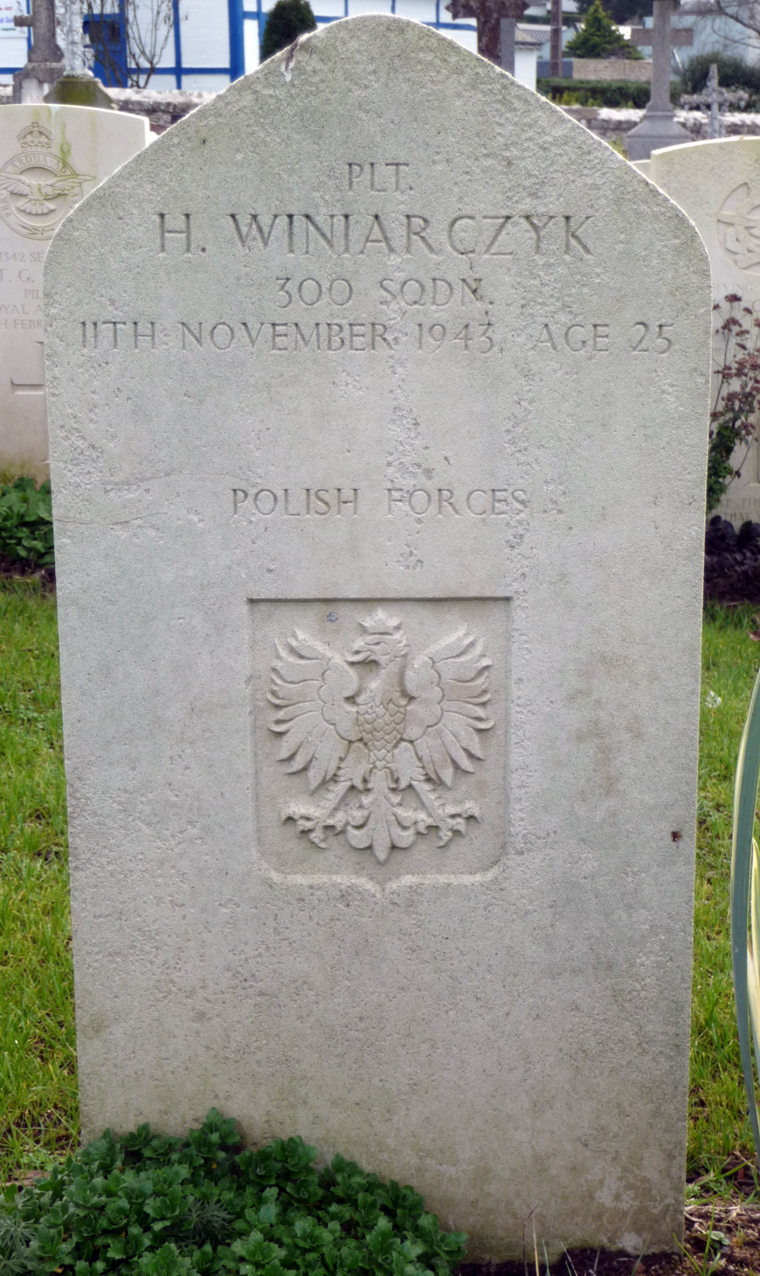 PLT.
H. WINIARCZYK
300 SQDN.
11TH NOVEMBER 1943 AGE 25
POLISH FORCES